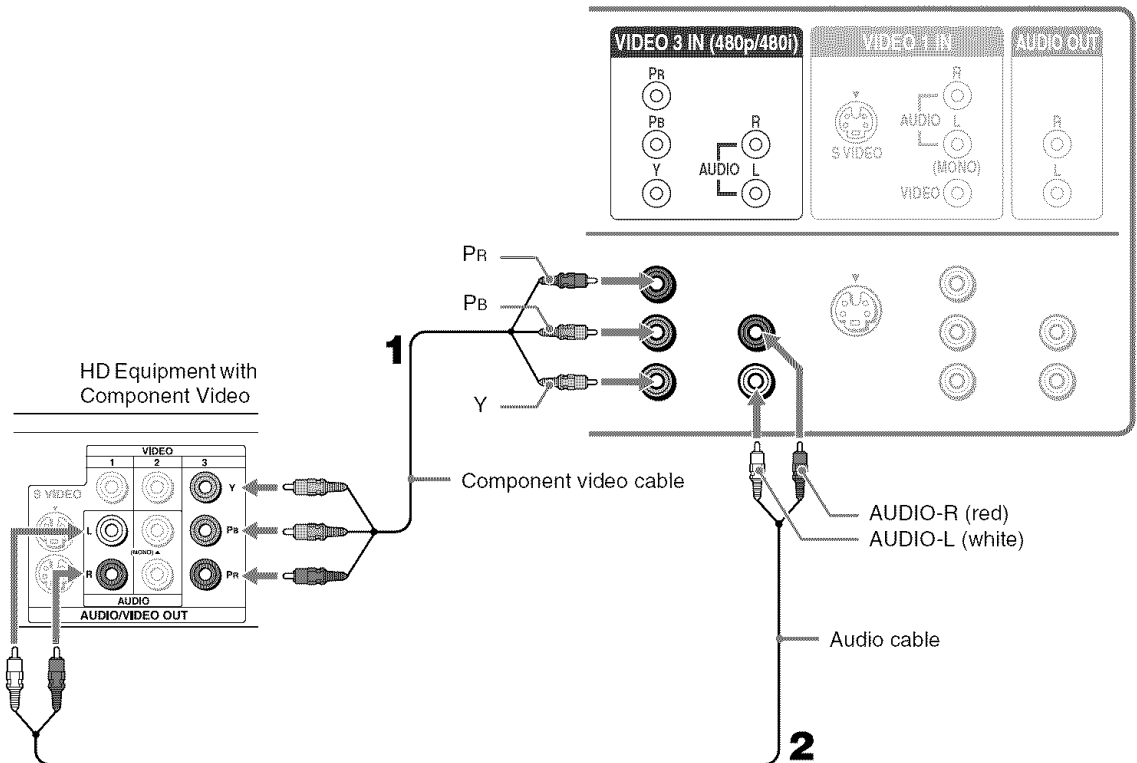 VIDEO 3 IN (480p/480i)
VIDEO 1 IN
AUDIO OUT
PR
PB
Y
AUDIO
R
L
S VIDEO
AUDIO
R
L
(MONO)
VIDEO
R
L
PR
PB
Y
1
HD Equipment with
Component Video
VIDEO
1 2 3
S VIDEO
Y
L
PB
(MONO)
R
PR
AUDIO
AUDIO/VIDEO OUT
Component video cable
AUDIO-R (red)
AUDIO-L (white)
Audio cable
2